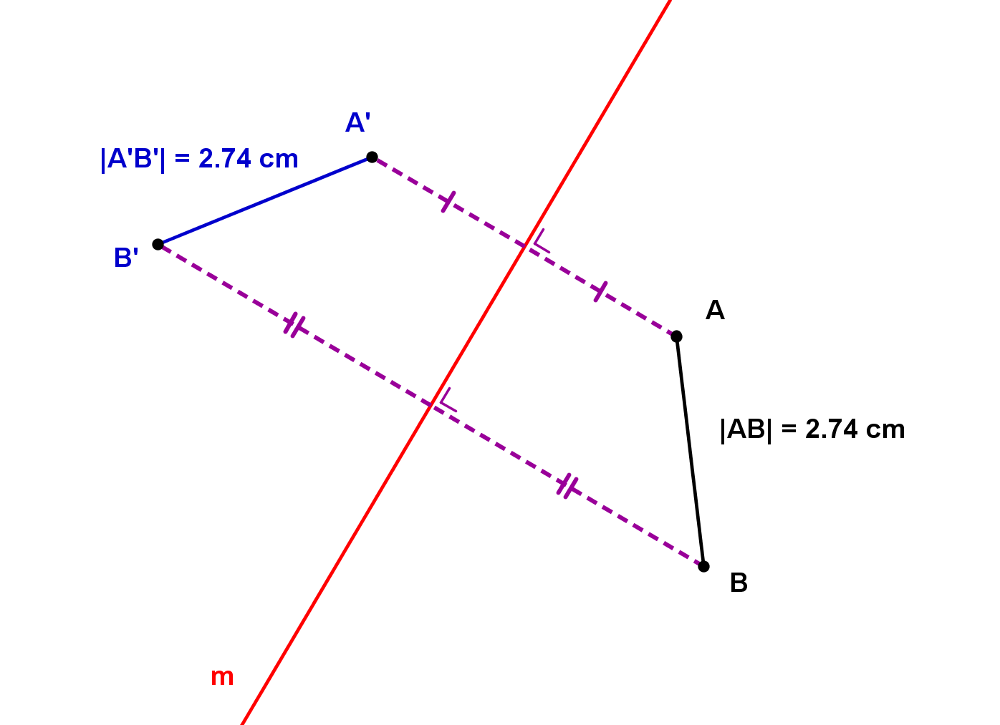 A'
|A'B'| = 2.74 cm
B'
A
|AB| = 2.74 cm
B
m